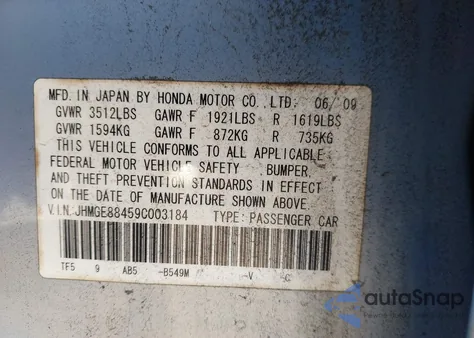 MFD. IN JAPAN BY HONDA MOTOR CO., LTD. 06/09
GVWR 3512LBS GAWR F 1921LBS R 1619LBS
GVWR 1594KG GAWR F 872KG R 735KG
THIS VEHICLE CONFORMS TO ALL APPLICABLE
FEDERAL MOTOR VEHICLE SAFETY, BUMPER,
AND THEFT PREVENTION STANDARDS IN EFFECT
ON THE DATE OF MANUFACTURE SHOWN ABOVE.
V.I.N.: JHMGE88459C003184 TYPE: PASSENGER CAR
TF5 9 AB5 -B549M V C
autoSnap